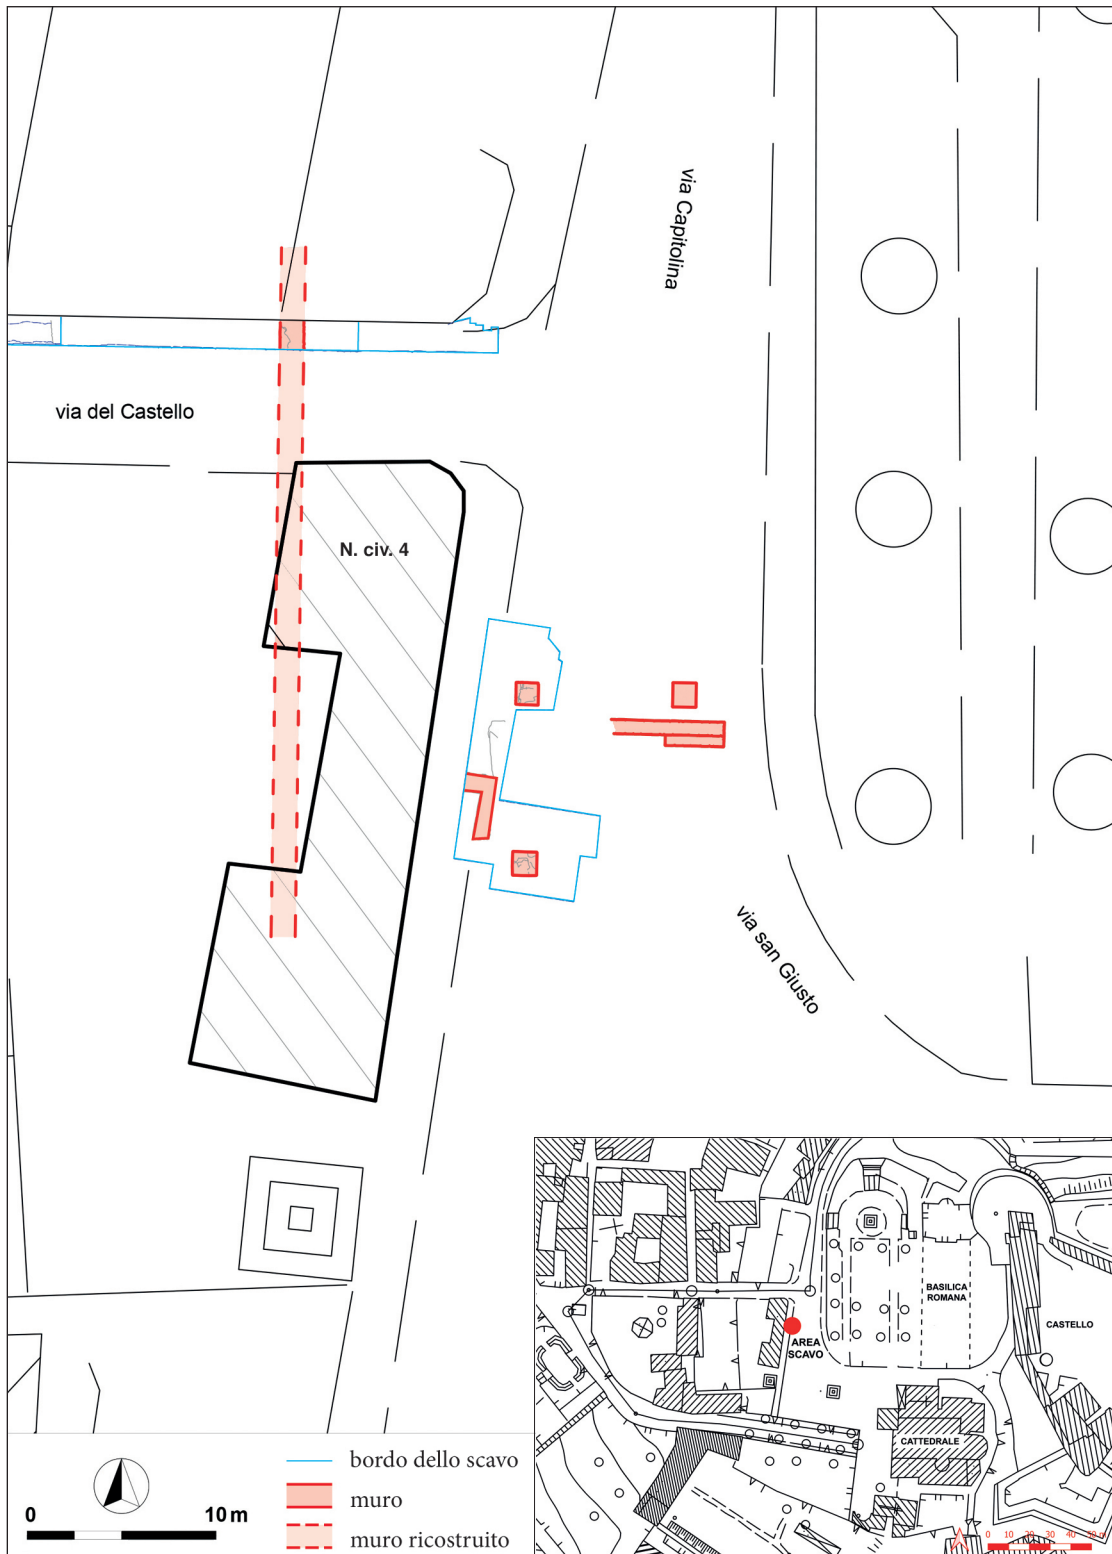 via Capitolina
via del Castello
N. civ. 4
via san Giusto
bordo dello scavo
muro
muro ricostruito
0 10 m
BASILICA
ROMANA
CASTELLO
AREA
SCAVO
CATTEDRALE
0 10 20 30 40 50 m